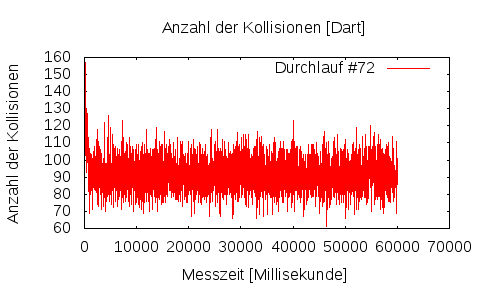 Anzahl der Kollisionen [Dart]
Durchlauf #72
Anzahl der Kollisionen
160
150
140
130
120
110
100
90
80
70
60
0 10000 20000 30000 40000 50000 60000 70000
Messzeit [Millisekunde]